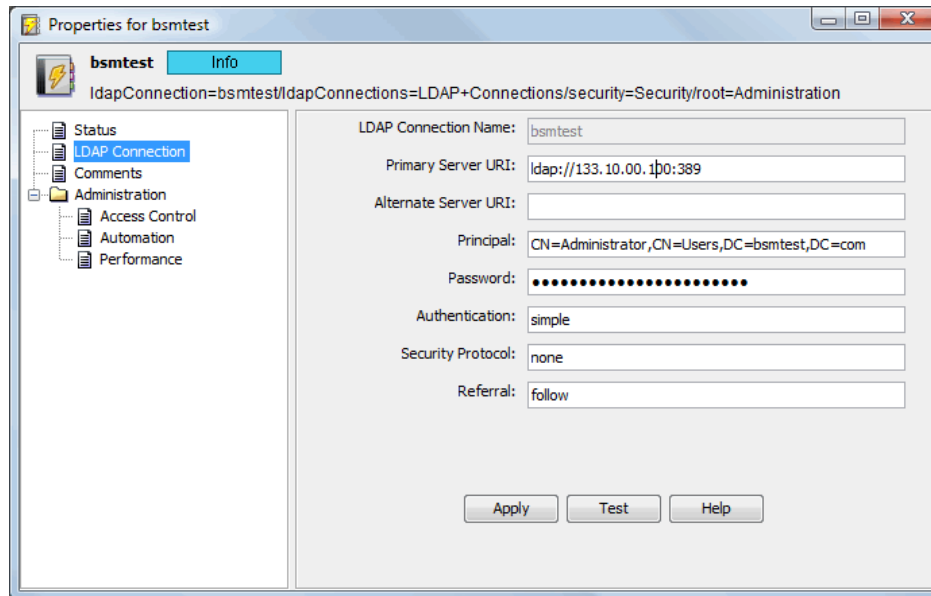 Properties for bsmtest
bsmtest Info
ldapConnection=bsmtest/ldapConnections=LDAP+Connections/security=Security/root=Administration
Status
LDAP Connection
Comments
Administration
Access Control
Automation
Performance
LDAP Connection Name: bsmtest
Primary Server URI: ldap://133.10.00.100:389
Alternate Server URI:
Principal: CN=Administrator,CN=Users,DC=bsmtest,DC=com
Password: ●●●●●●●●●●●●●●●●●●●●●●●
Authentication: simple
Security Protocol: none
Referral: follow
Apply Test Help